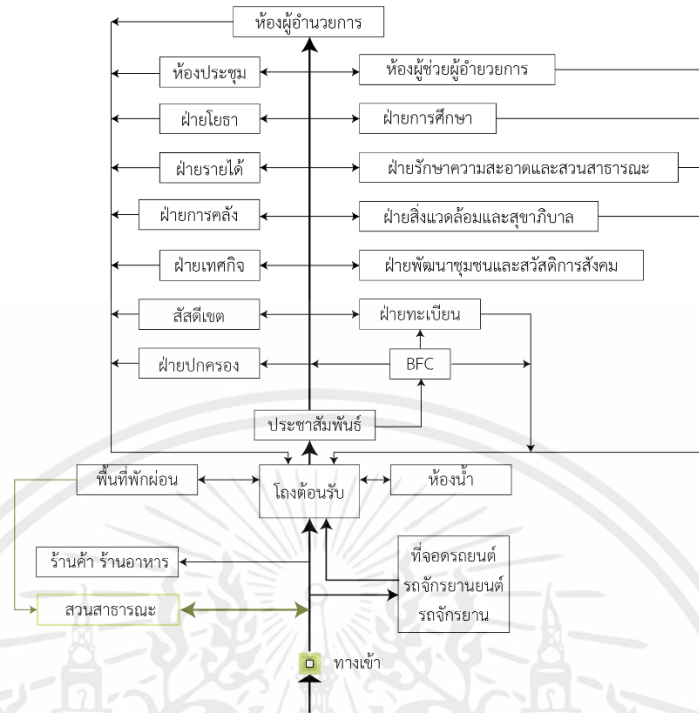 ห้องผู้อำนวยการ
ห้องประชุม
ห้องผู้ช่วยผู้อำยวยการ
ฝ่ายโยธา
ฝ่ายการศึกษา
ฝ่ายรายได้
ฝ่ายรักษาความสะอาดและสวนสาธารณะ
ฝ่ายการคลัง
ฝ่ายสิ่งแวดล้อมและสุขาภิบาล
ฝ่ายเทศกิจ
ฝ่ายพัฒนาชุมชนและสวัสดิการสังคม
สัสดีเขต
ฝ่ายทะเบียน
ฝ่ายปกครอง
BFC
ประชาสัมพันธ์
พื้นที่พักผ่อน
โถงต้อนรับ
ห้องน้ำ
ร้านค้า ร้านอาหาร
ที่จอดรถยนต์
รถจักรยานยนต์
รถจักรยาน
สวนสาธารณะ
ทางเข้า